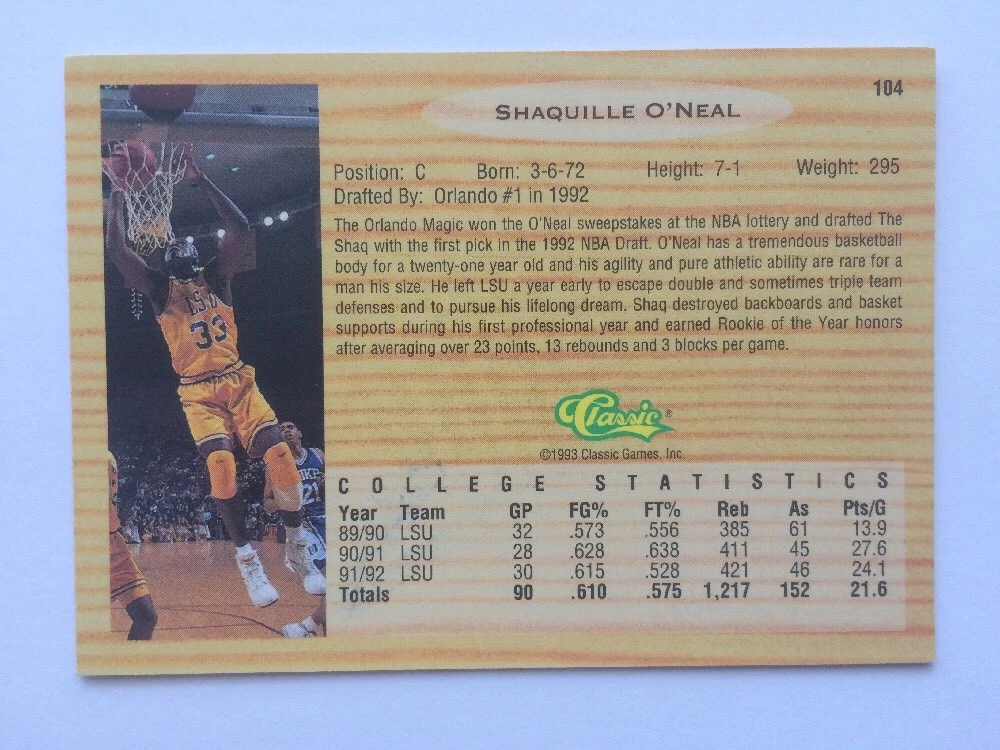 104
SHAQUILLE O'NEAL
Position: C Born: 3-6-72 Height: 7-1 Weight: 295
Drafted By: Orlando #1 in 1992
The Orlando Magic won the O'Neal sweepstakes at the NBA lottery and drafted The
Shaq with the first pick in the 1992 NBA Draft. O'Neal has a tremendous basketball
body for a twenty-one year old and his agility and pure athletic ability are rare for a
man his size. He left LSU a year early to escape double and sometimes triple team
defenses and to pursue his lifelong dream. Shaq destroyed backboards and basket
supports during his first professional year and earned Rookie of the Year honors
after averaging over 23 points, 13 rebounds and 3 blocks per game.
LSU
33
21
Classic®
©1993 Classic Games, Inc.
COLLEGE STATISTICS
Year Team GP FG% FT% Reb As Pts/G
89/90 LSU 32 .573 .556 385 61 13.9
90/91 LSU 28 .628 .638 411 45 27.6
91/92 LSU 30 .615 .528 421 46 24.1
Totals 90 .610 .575 1,217 152 21.6